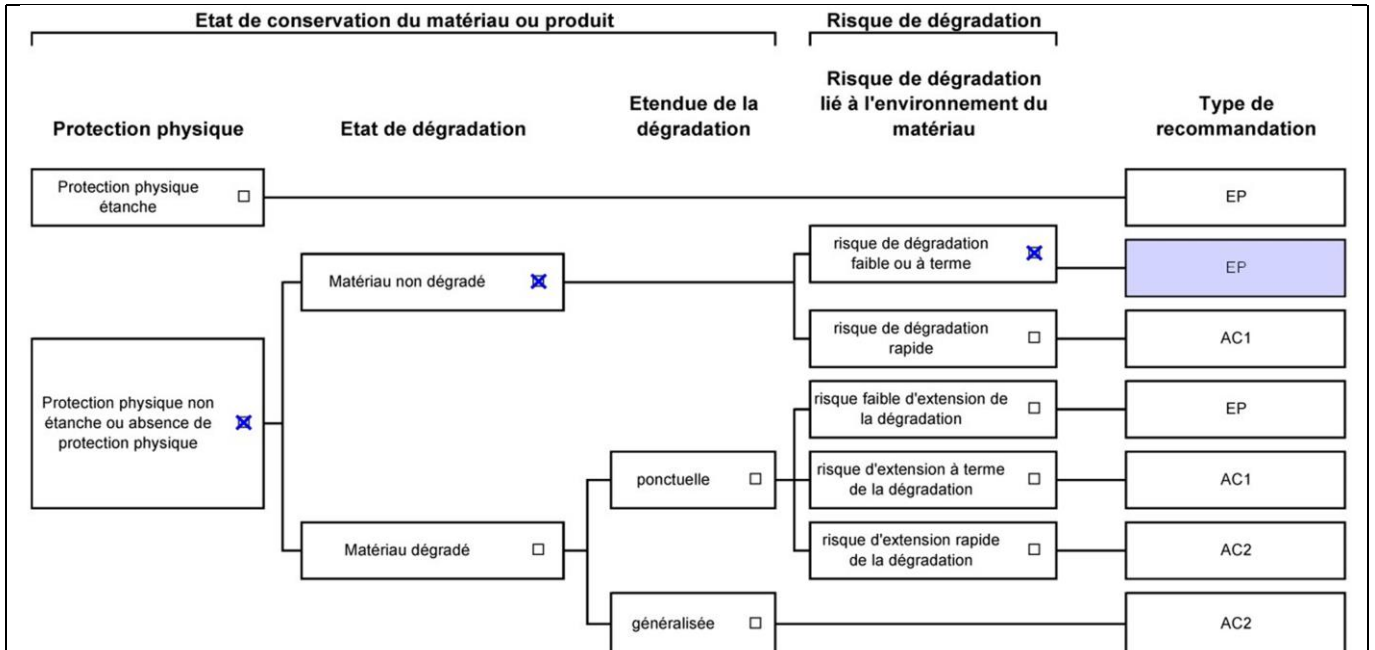 Etat de conservation du matériau ou produit
Risque de dégradation
Protection physique
Etat de dégradation
Etendue de la
dégradation
Risque de dégradation
lié à l'environnement du
matériau
Type de
recommandation
Protection physique
étanche
EP
risque de dégradation
faible ou à terme
EP
Matériau non dégradé
risque de dégradation
rapide
AC1
Protection physique non
étanche ou absence de
protection physique
risque faible d'extension de
la dégradation
EP
ponctuelle
risque d'extension à terme
de la dégradation
AC1
Matériau dégradé
risque d'extension rapide
de la dégradation
AC2
généralisée
AC2